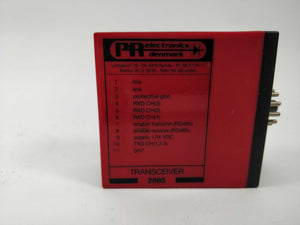 PR electronics
denmark
1 line
2 line
3 protective gnd
4 RXD CH(3)
5 RXD CH(2)
6 RXD CH(1)
7 enable transmit (RS485)
8 enable receive (RS485)
9 supply +24 VDC
10 TXD CH(1,2,3)
11 gnd
TRANSCEIVER
2885